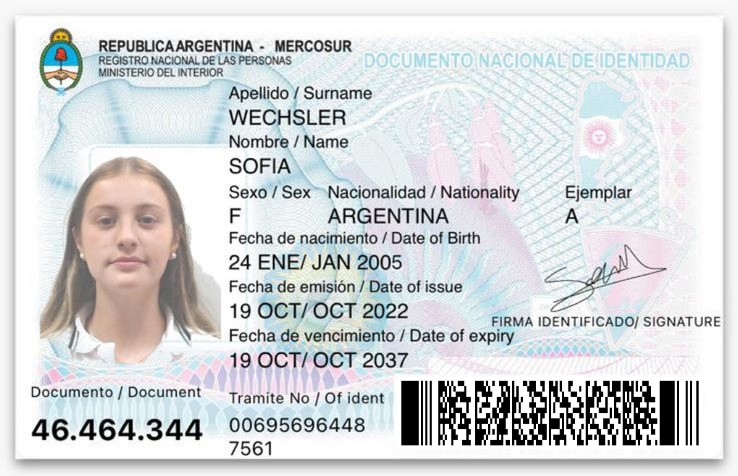 REPUBLICA ARGENTINA - MERCOSUR
REGISTRO NACIONAL DE LAS PERSONAS
MINISTERIO DEL INTERIOR
DOCUMENTO NACIONAL DE IDENTIDAD
Apellido / Surname
WECHSLER
Nombre / Name
SOFIA
Sexo / Sex Nacionalidad / Nationality Ejemplar
F ARGENTINA A
Fecha de nacimiento / Date of Birth
24 ENE/ JAN 2005
Fecha de emisión / Date of issue
19 OCT/ OCT 2022
FIRMA IDENTIFICADO/ SIGNATURE
Fecha de vencimiento / Date of expiry
19 OCT/ OCT 2037
Documento / Document
46.464.344
Tramite No / Of ident
00695696448
7561